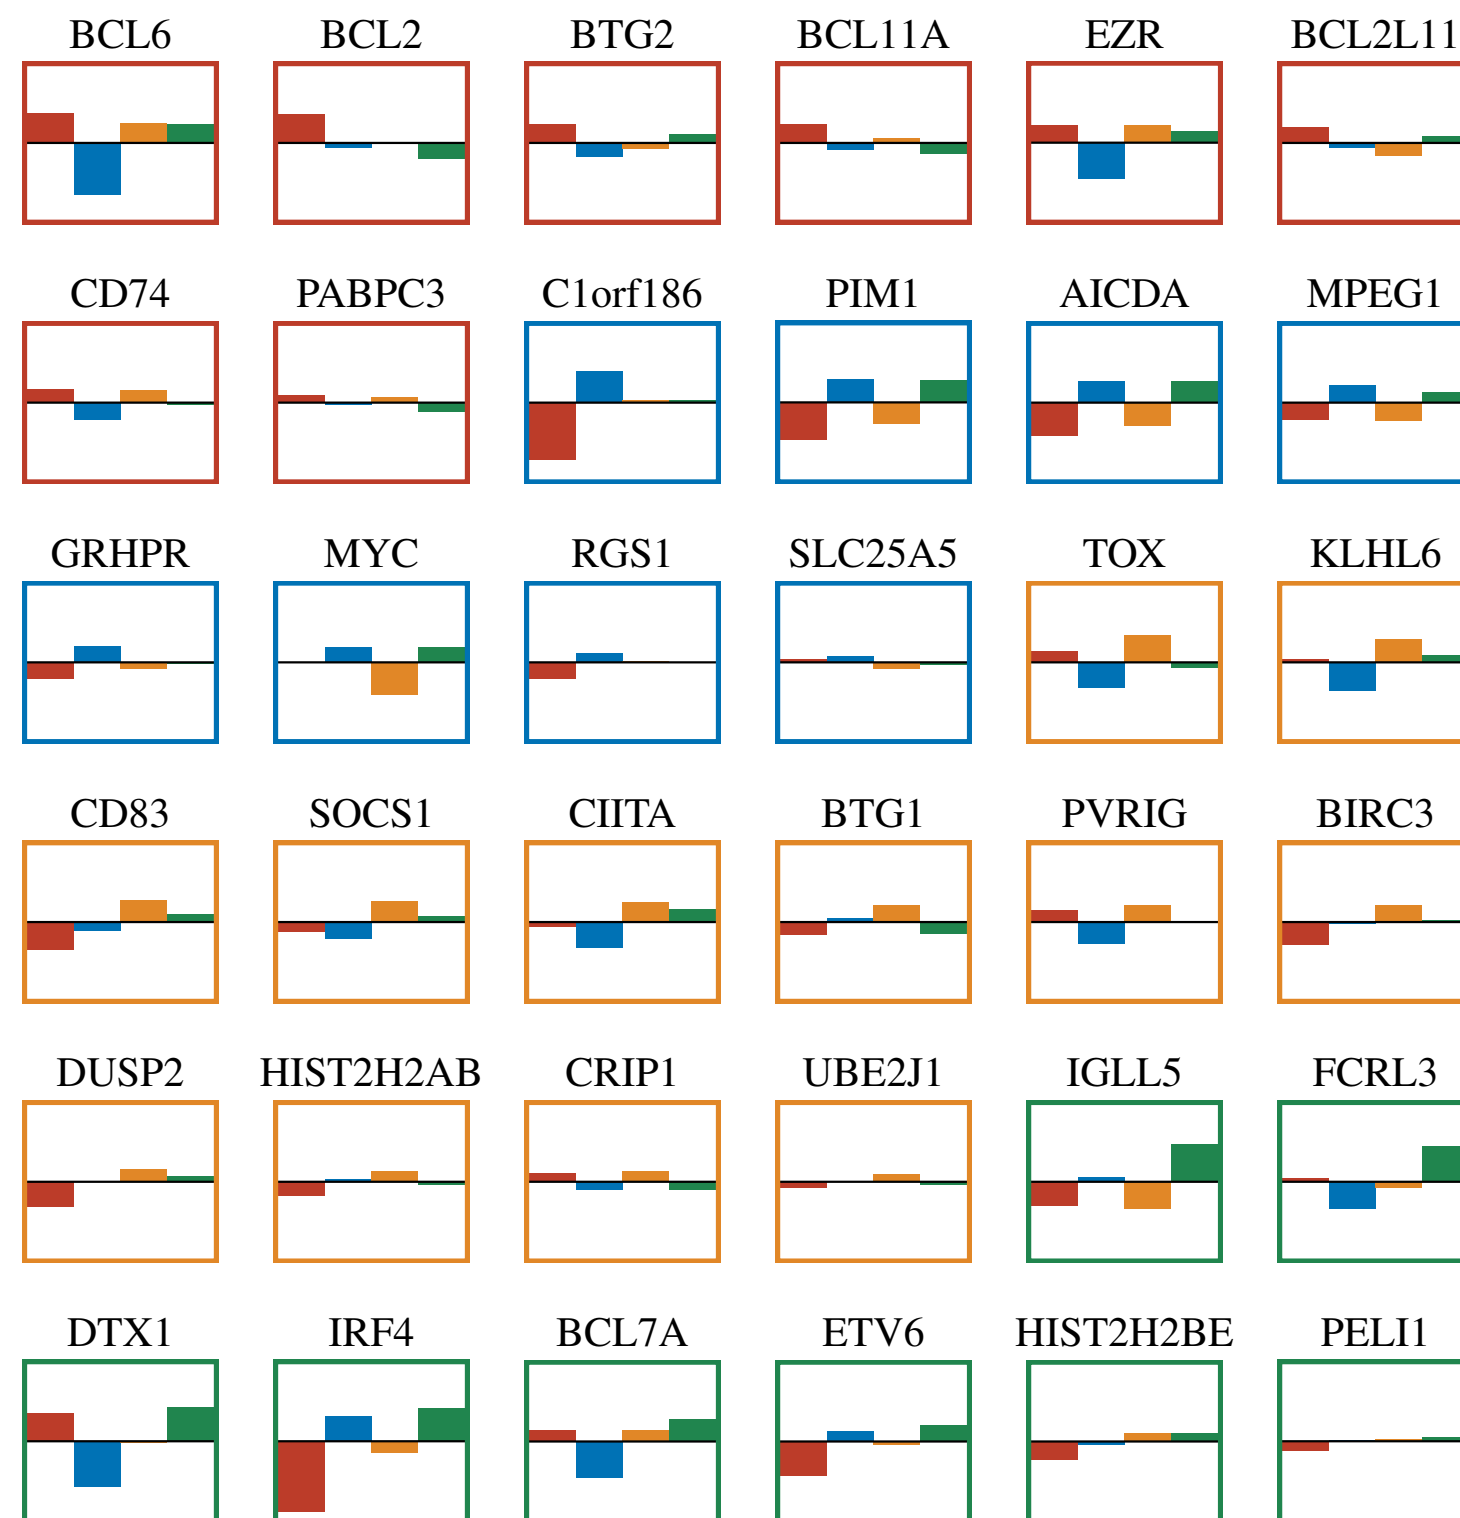 BCL6 BCL2 BTG2 BCL11A EZR BCL2L11
CD74 PABPC3 C1orf186 PIM1 AICDA MPEG1
GRHPR MYC RGS1 SLC25A5 TOX KLHL6
CD83 SOCS1 CIITA BTG1 PVRIG BIRC3
DUSP2 HIST2H2AB CRIP1 UBE2J1 IGLL5 FCRL3
DTX1 IRF4 BCL7A ETV6 HIST2H2BE PELI1